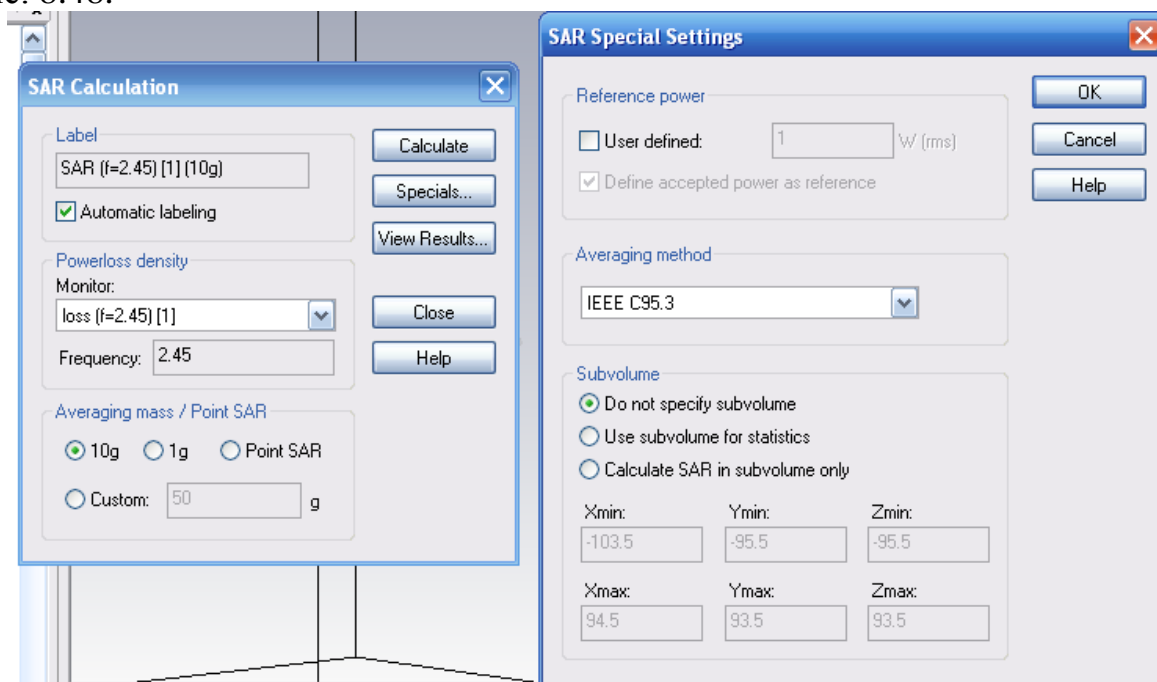 SAR Calculation
Label
SAR (f=2.45) [1] (10g)
Automatic labeling
Powerloss density
Monitor:
loss (f=2.45) [1]
Frequency: 2.45
Averaging mass / Point SAR
10g 1g Point SAR
Custom: 50 g
Calculate
Specials...
View Results...
Close
Help
SAR Special Settings
Reference power
User defined: 1 W (rms)
Define accepted power as reference
Averaging method
IEEE C95.3
Subvolume
Do not specify subvolume
Use subvolume for statistics
Calculate SAR in subvolume only
Xmin: Ymin: Zmin:
-103.5 -95.5 -95.5
Xmax: Ymax: Zmax:
94.5 93.5 93.5
OK
Cancel
Help